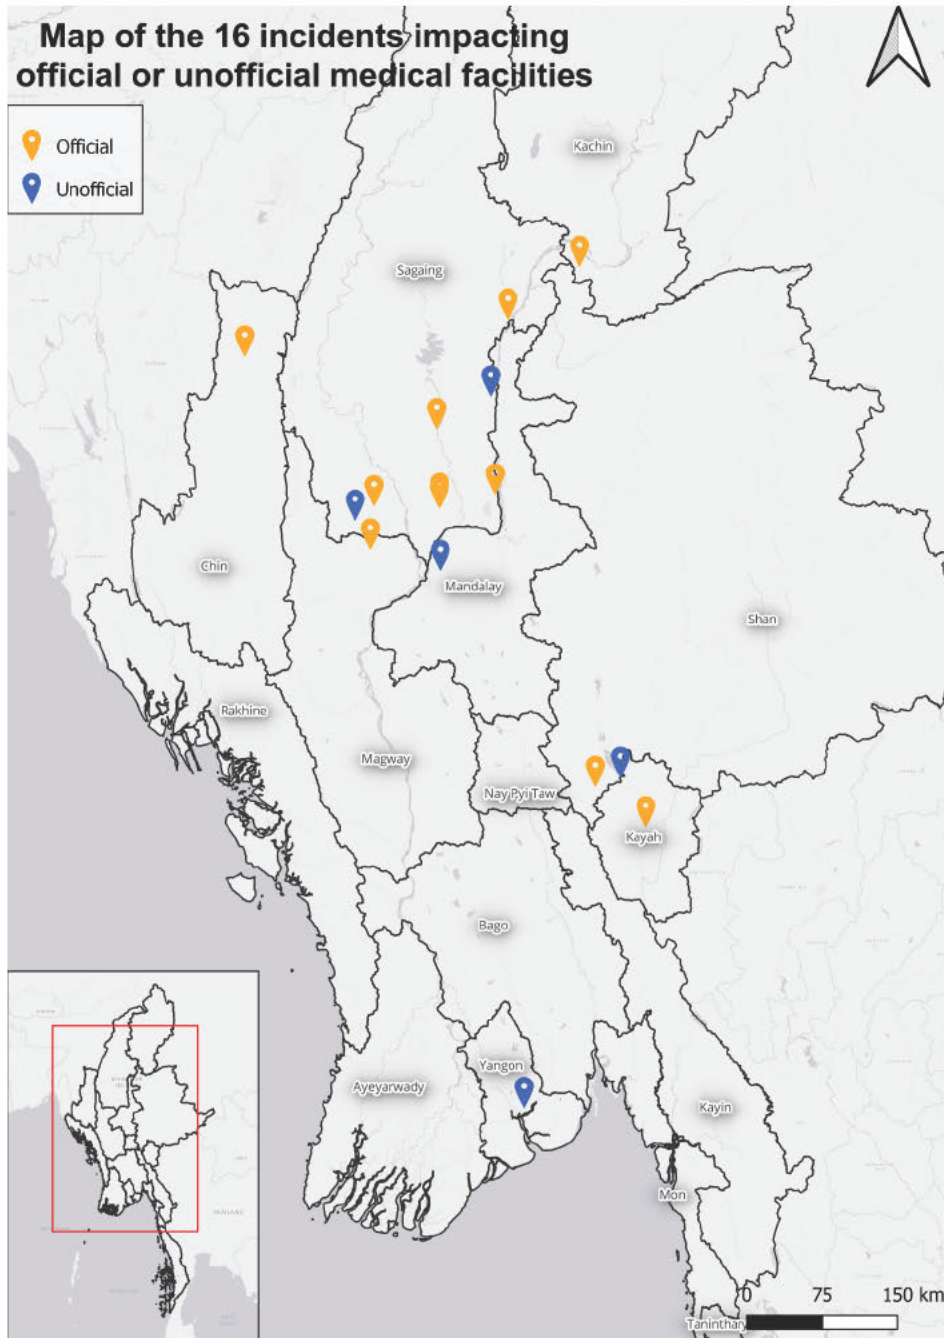 Map of the 16 incidents impacting
official or unofficial medical facilities
Official
Unofficial
Kachin
Sagaing
Chin
Mandalay
Shan
Rakhine
Magway
Nay Pyi Taw
Kayah
Bago
Yangon
Ayeyarwady
Kayin
Mon
0 75 150 km